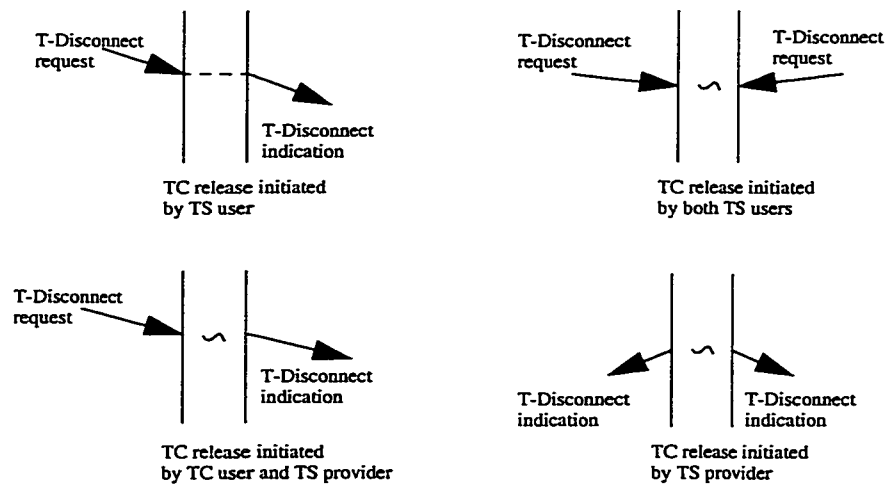 T-Disconnect
request
T-Disconnect
indication
TC release initiated
by TS user
T-Disconnect
request
T-Disconnect
request
TC release initiated
by both TS users
T-Disconnect
request
T-Disconnect
indication
TC release initiated
by TC user and TS provider
T-Disconnect
indication
T-Disconnect
indication
TC release initiated
by TS provider